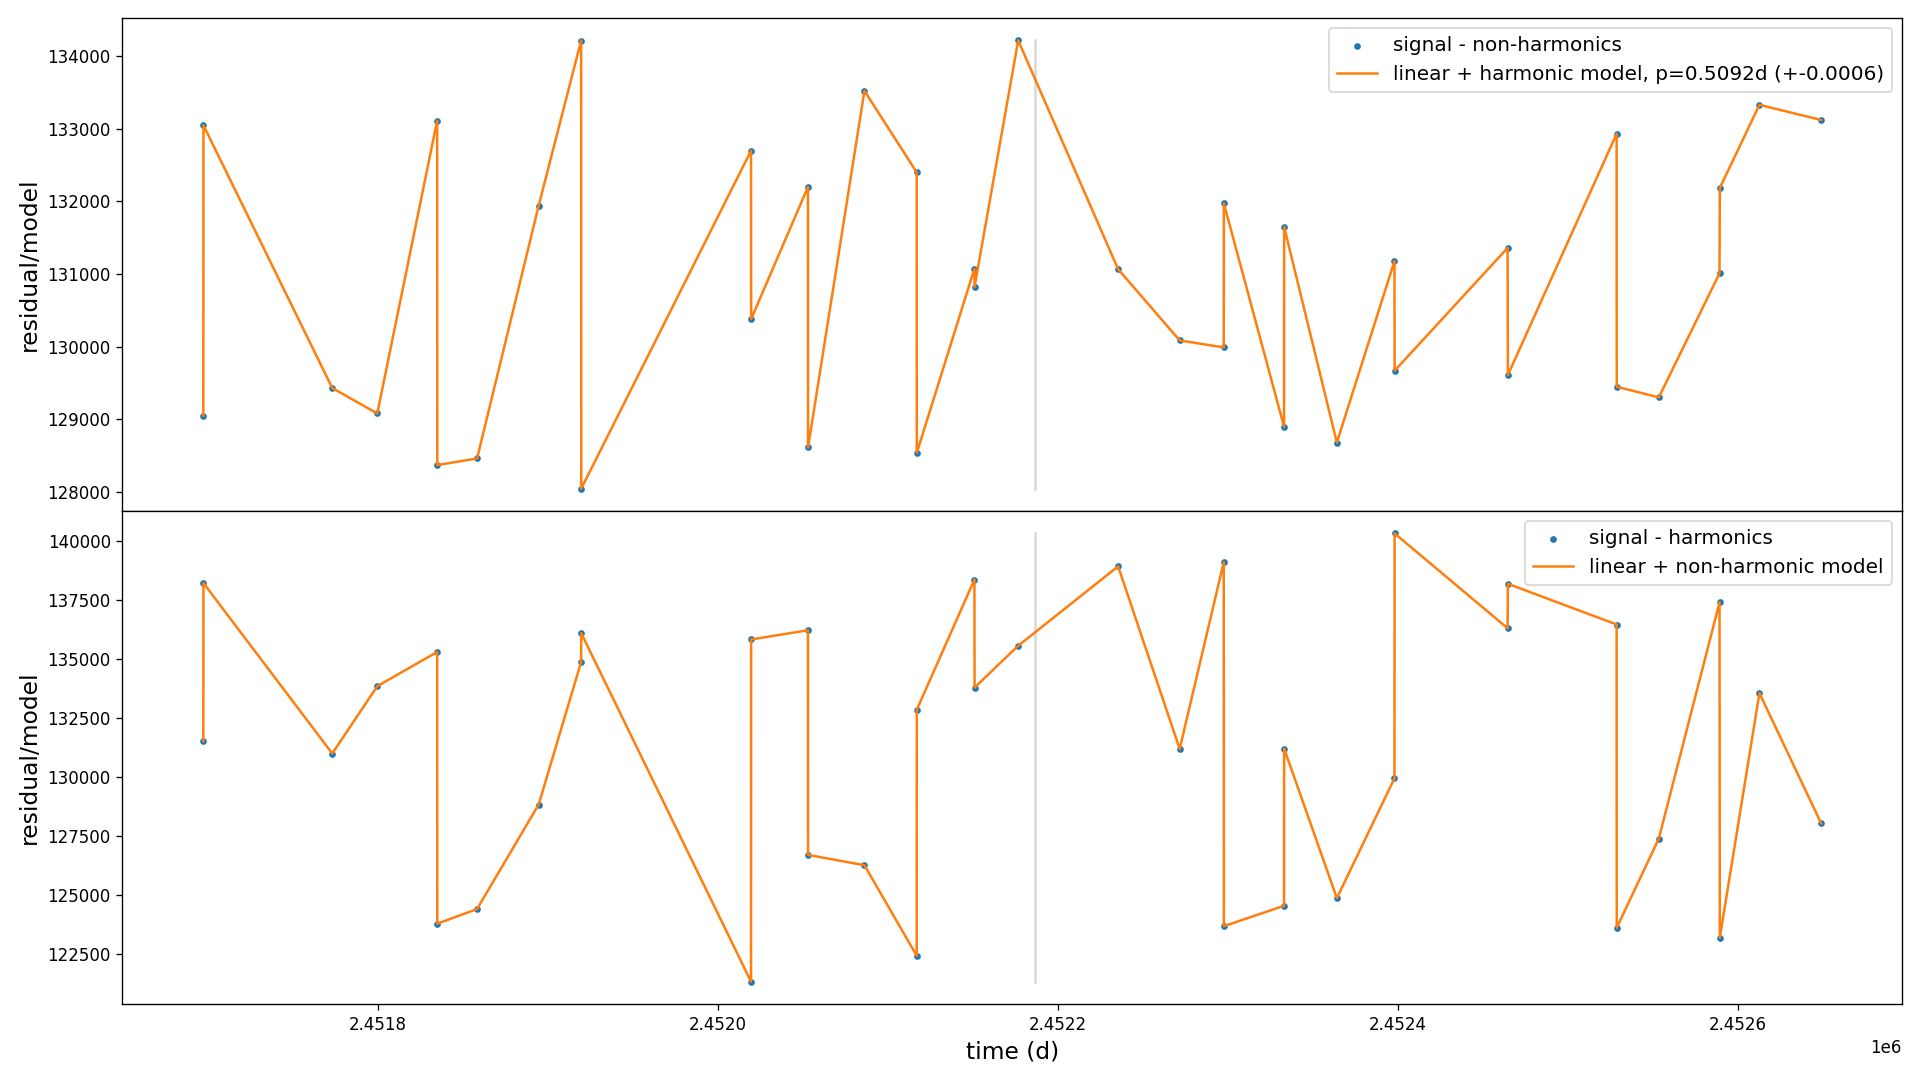 134000
133000
132000
131000
130000
129000
128000
residual/model
signal - non-harmonics
linear + harmonic model, p=0.5092d (+-0.0006)
140000
137500
135000
132500
130000
127500
125000
122500
residual/model
signal - harmonics
linear + non-harmonic model
2.4518 2.4520 2.4522 2.4524 2.4526
1e6
time (d)